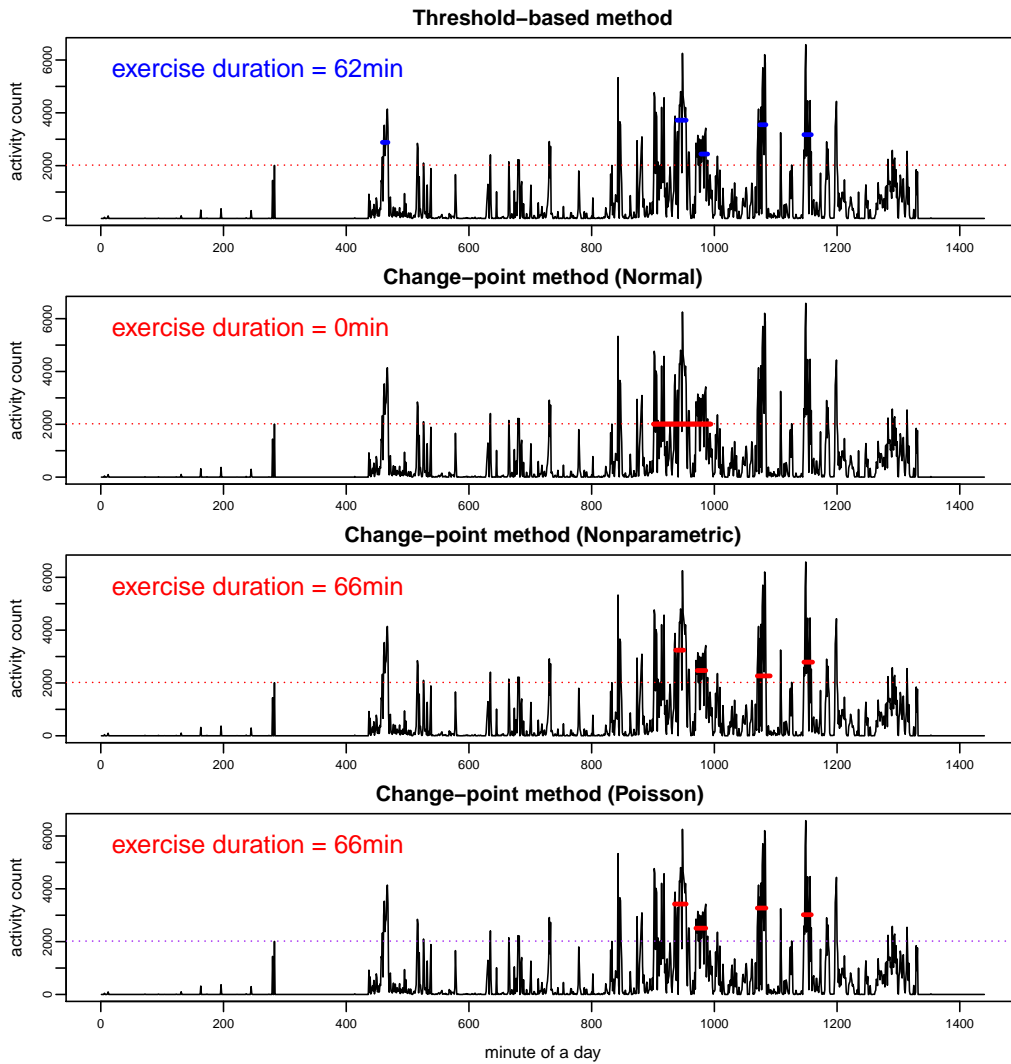 Threshold−based method
exercise duration = 62min
activity count
0 2000 4000 6000
0 200 400 600 800 1000 1200 1400
Change−point method (Normal)
exercise duration = 0min
activity count
0 2000 4000 6000
0 200 400 600 800 1000 1200 1400
Change−point method (Nonparametric)
exercise duration = 66min
activity count
0 2000 4000 6000
0 200 400 600 800 1000 1200 1400
Change−point method (Poisson)
exercise duration = 66min
activity count
0 2000 4000 6000
0 200 400 600 800 1000 1200 1400
minute of a day